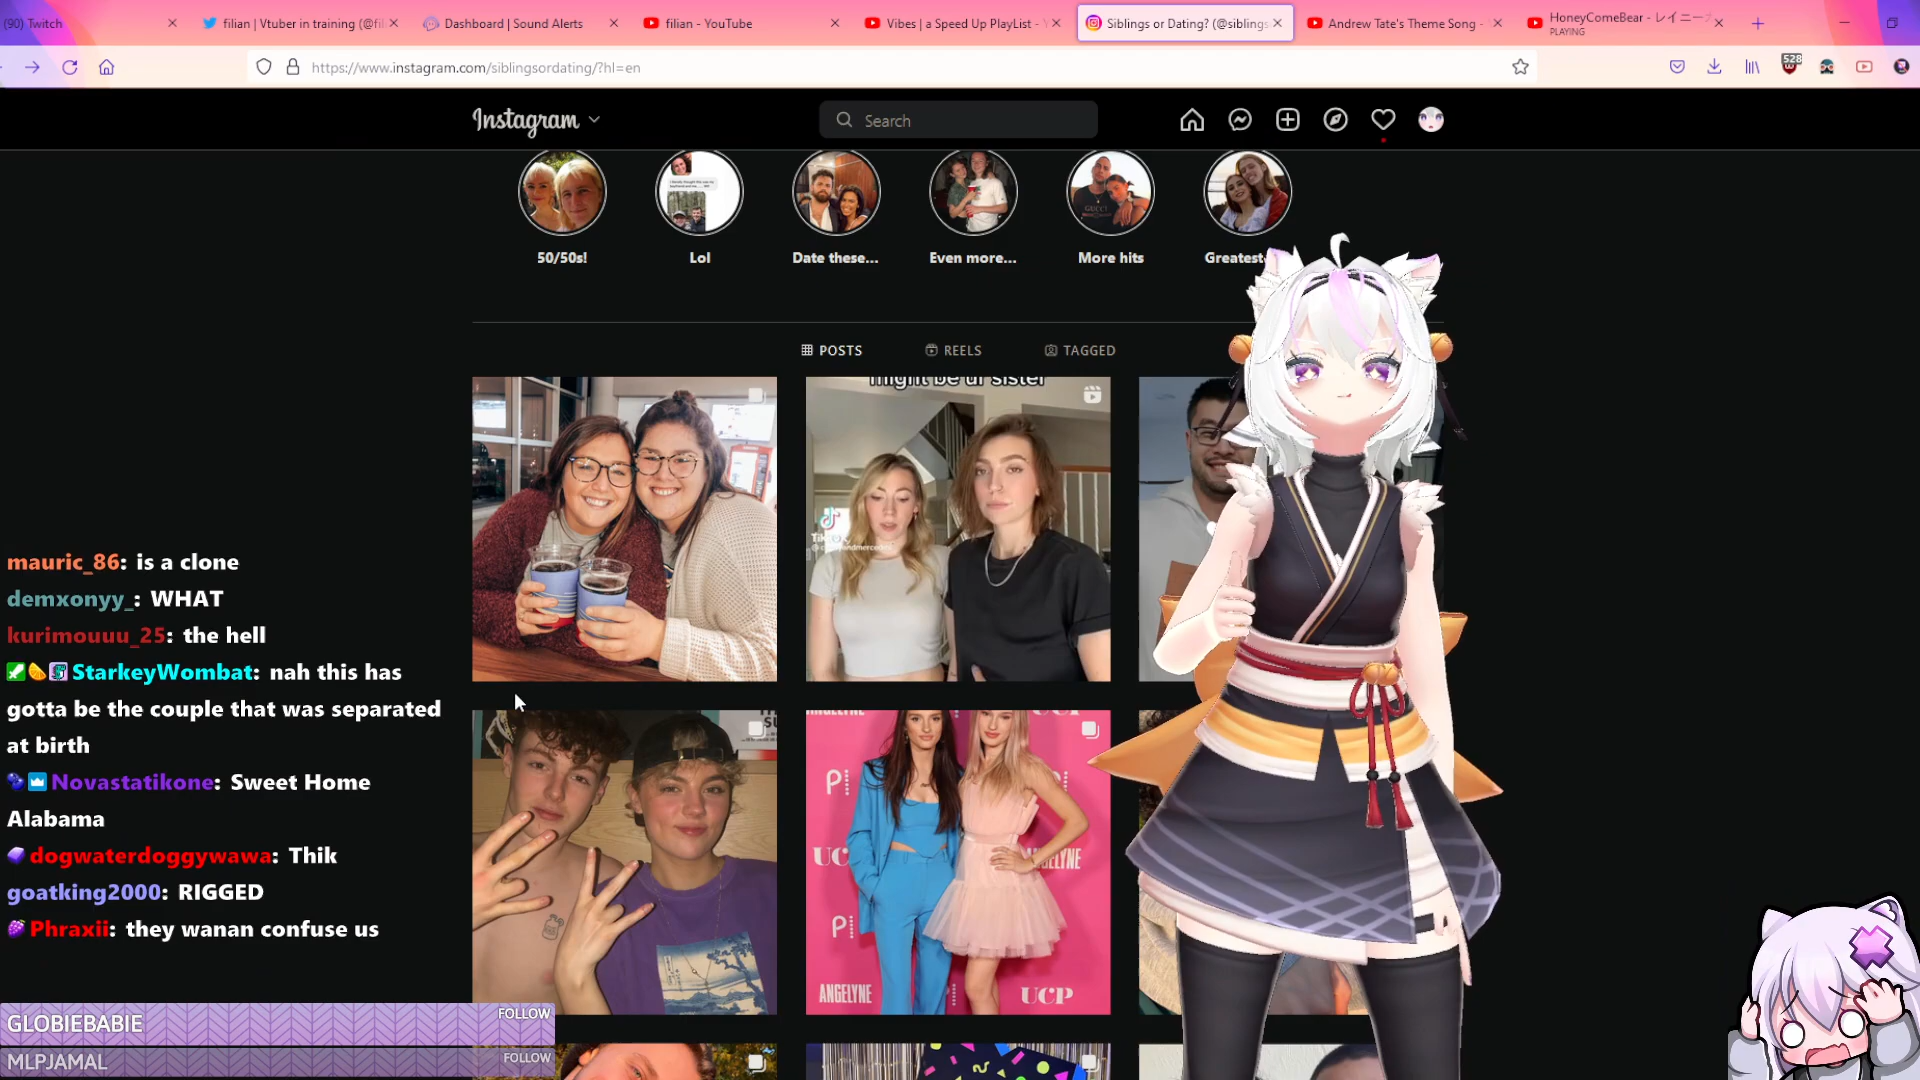 (90) Twitch
filian | Vtuber in training (@fil
Dashboard | Sound Alerts
filian - YouTube
Vibes | a Speed Up PlayList -
Siblings or Dating? (@siblings
Andrew Tate's Theme Song -
HoneyComeBear - レイニー
PLAYING
https://www.instagram.com/siblingsordating/?hl=en
528
Instagram
Search
50/50s!
Lol
Date these...
Even more...
More hits
Greatest
POSTS
REELS
TAGGED
might be ur sister
GUCCI
mauric_86: is a clone
demxonyy_: WHAT
kurimouuu_25: the hell
StarkeyWombat: nah this has
gotta be the couple that was separated
at birth
Novastatikone: Sweet Home
Alabama
dogwaterdoggywawa: Thik
goatking2000: RIGGED
Phraxii: they wanan confuse us
ANGELYNE
UCP
GLOBIEBABIE
FOLLOW
MLPJAMAL
FOLLOW